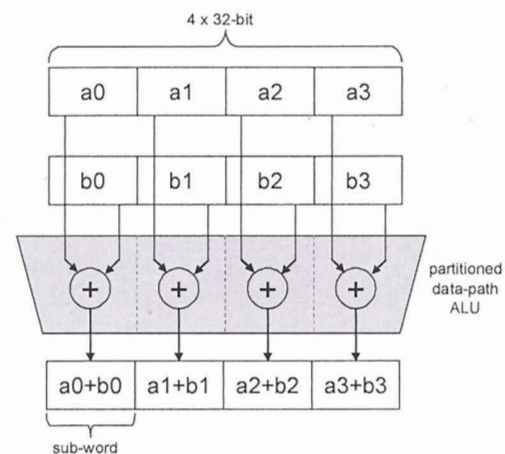 4 x 32-bit
a0 a1 a2 a3
b0 b1 b2 b3
+ + + +
partitioned
data-path
ALU
a0+b0 a1+b1 a2+b2 a3+b3
sub-word